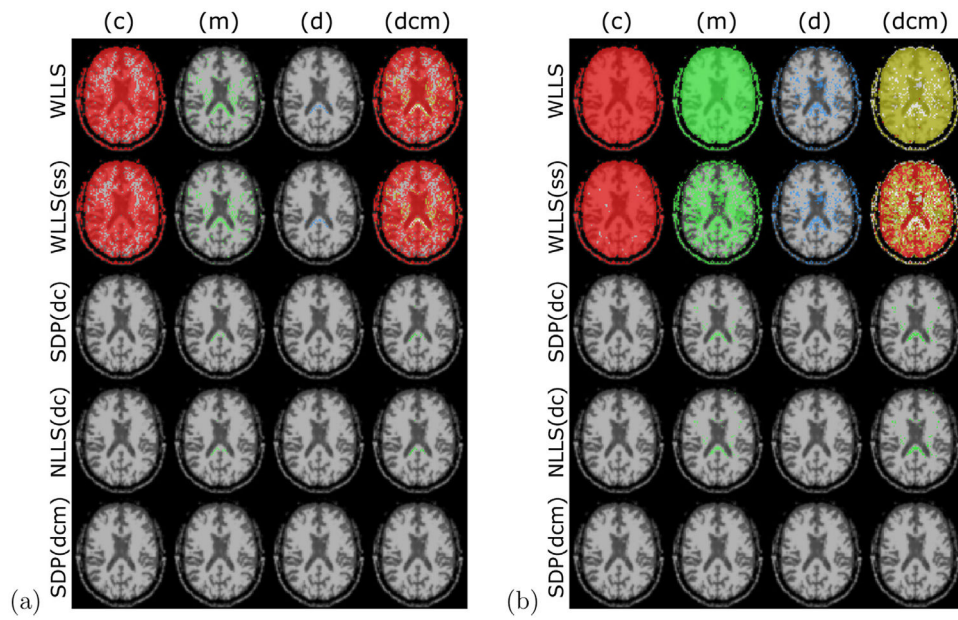 (c) (m) (d) (dcm) (c) (m) (d) (dcm)
WLLS WLLS
WLLS(ss) WLLS(ss)
SDP(dc) SDP(dc)
NLLS(dc) NLLS(dc)
SDP(dcm) SDP(dcm)
(a) (b)